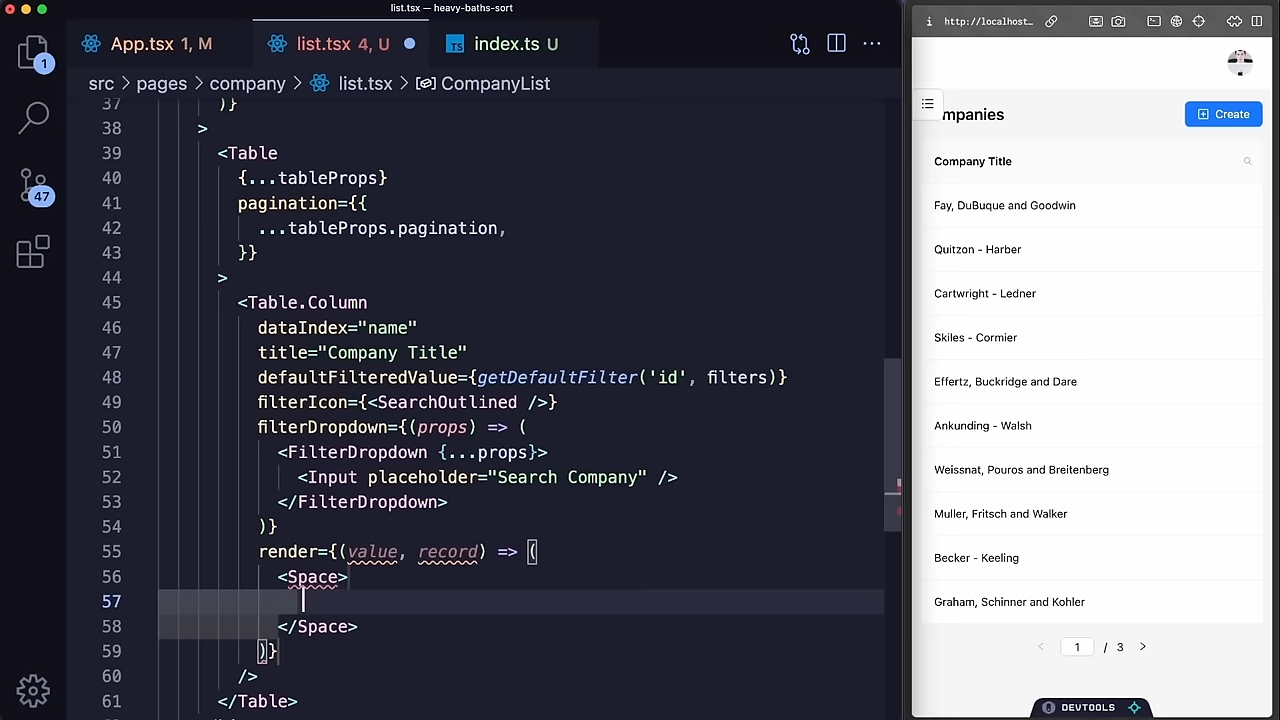 list.tsx — heavy-baths-sort
App.tsx 1, M
list.tsx 4, U
TS index.ts U
src > pages > company > list.tsx > CompanyList
1
47
37 )}
38 >
39 <Table
40 {...tableProps}
41 pagination={{
42 ...tableProps.pagination,
43 }}
44 >
45 <Table.Column
46 dataIndex="name"
47 title="Company Title"
48 defaultFilteredValue={getDefaultFilter('id', filters)}
49 filterIcon={<SearchOutlined />}
50 filterDropdown={(props) => (
51 <FilterDropdown {...props}>
52 <Input placeholder="Search Company" />
53 </FilterDropdown>
54 )}
55 render={(value, record) => (
56 <Space>
57
58 </Space>
59 )}
60 />
61 </Table>
http://localhost...
mpanies
Create
Company Title
Fay, DuBuque and Goodwin
Quitzon - Harber
Cartwright - Ledner
Skiles - Cormier
Effertz, Buckridge and Dare
Ankunding - Walsh
Weissnat, Pouros and Breitenberg
Muller, Fritsch and Walker
Becker - Keeling
Graham, Schinner and Kohler
< 1 / 3 >
DEVTOOLS